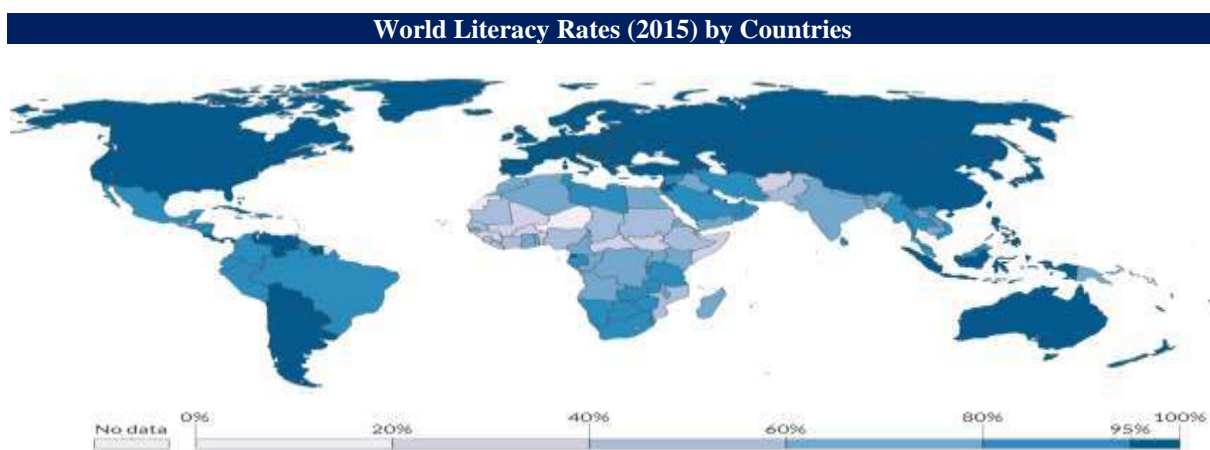 World Literacy Rates (2015) by Countries
0% 40% 80% 100%
No data 20% 60% 95%